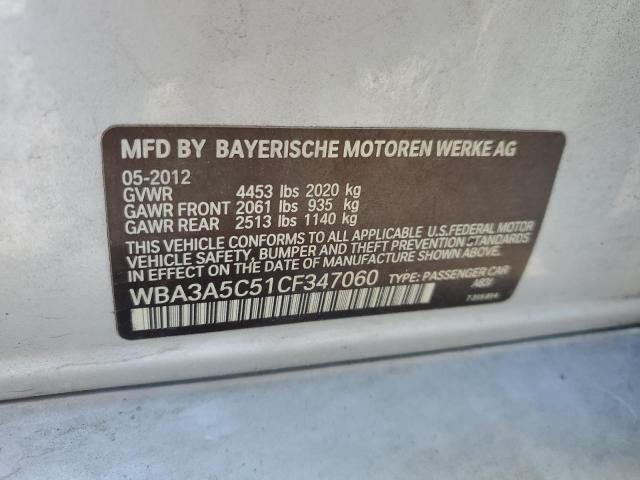 MFD BY BAYERISCHE MOTOREN WERKE AG
05-2012
GVWR 4453 lbs 2020 kg
GAWR FRONT 2061 lbs 935 kg
GAWR REAR 2513 lbs 1140 kg
THIS VEHICLE CONFORMS TO ALL APPLICABLE U.S.FEDERAL MOTOR
VEHICLE SAFETY, BUMPER, AND THEFT PREVENTION STANDARDS
IN EFFECT ON THE DATE OF MANUFACTURE SHOWN ABOVE.
WBA3A5C51CF347060 TYPE: PASSENGER CAR